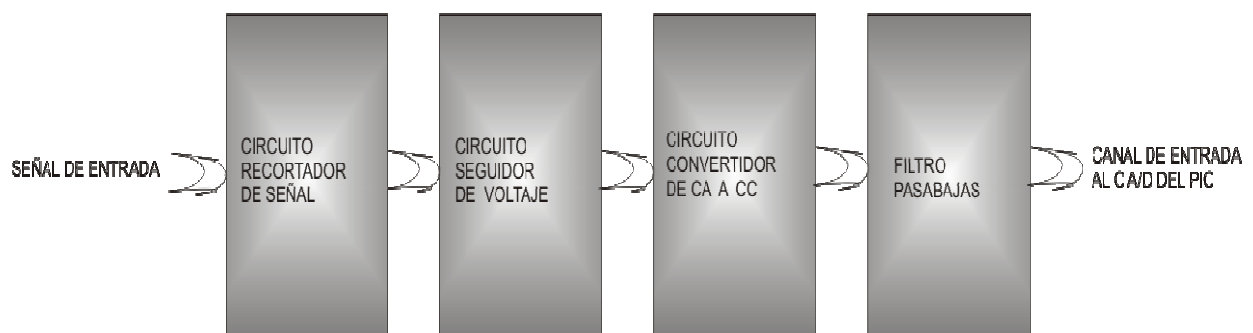 SEÑAL DE ENTRADA
CIRCUITO
RECORTADOR
DE SEÑAL
CIRCUITO
SEGUIDOR
DE VOLTAJE
CIRCUITO
CONVERTIDOR
DE CA A CC
FILTRO
PASABAJAS
CANAL DE ENTRADA
AL CA/D DEL PIC